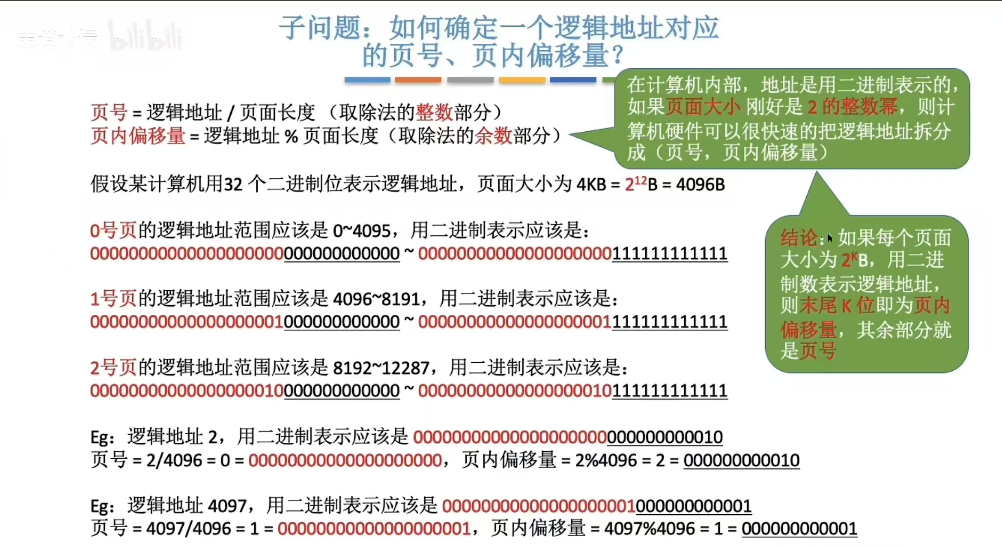 bilibili
子问题：如何确定一个逻辑地址对应
的页号、页内偏移量？
页号 = 逻辑地址 / 页面长度 （取除法的整数部分）
页内偏移量 = 逻辑地址 % 页面长度（取除法的余数部分）
在计算机内部，地址是用二进制表示的，
如果页面大小 刚好是 2 的整数幂，则计
算机硬件可以很快速的把逻辑地址拆分
成（页号，页内偏移量）
假设某计算机用32 个二进制位表示逻辑地址，页面大小为 4KB = 2¹²B = 4096B
0号页的逻辑地址范围应该是 0~4095，用二进制表示应该是：
00000000000000000000000000000000 ~ 00000000000000000000111111111111
1号页的逻辑地址范围应该是 4096~8191，用二进制表示应该是：
00000000000000000001000000000000 ~ 00000000000000000001111111111111
2号页的逻辑地址范围应该是 8192~12287，用二进制表示应该是：
00000000000000000010000000000000 ~ 00000000000000000010111111111111
结论：如果每个页面
大小为 2ᴷB，用二进
制数表示逻辑地址，
则末尾 K 位即为页内
偏移量，其余部分就
是页号
Eg：逻辑地址 2，用二进制表示应该是 00000000000000000000000000000010
页号 = 2/4096 = 0 = 00000000000000000000，页内偏移量 = 2%4096 = 2 = 000000000010
Eg：逻辑地址 4097，用二进制表示应该是 00000000000000000001000000000001
页号 = 4097/4096 = 1 = 00000000000000000001，页内偏移量 = 4097%4096 = 1 = 000000000001